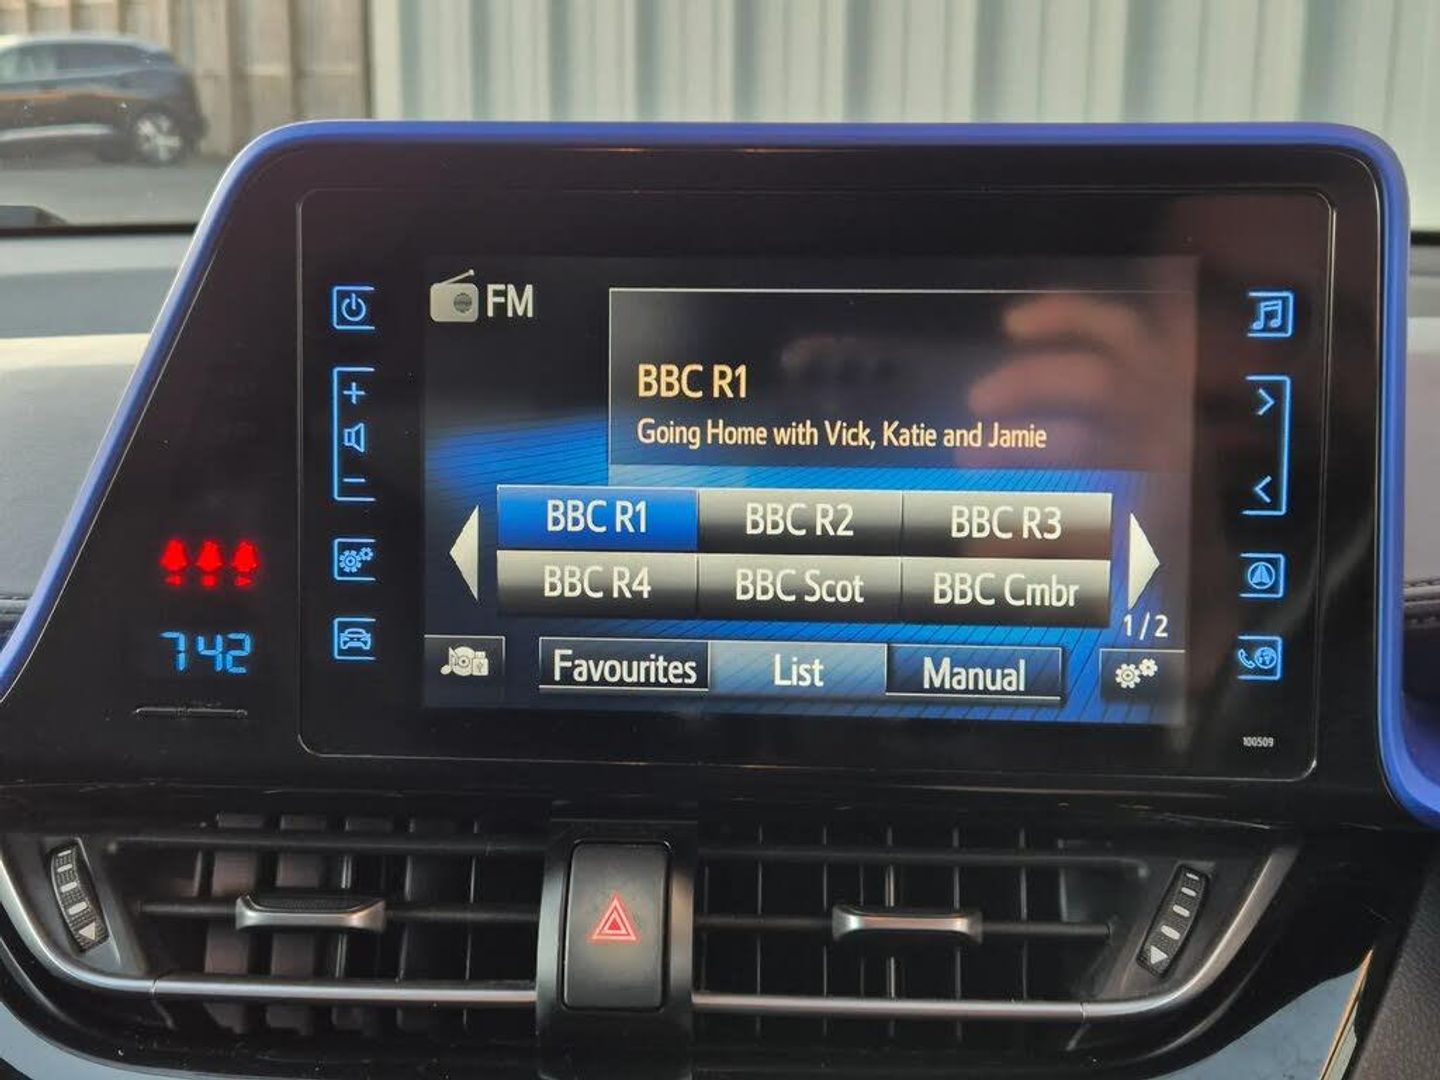 FM
BBC R1
Going Home with Vick, Katie and Jamie
BBC R1 BBC R2 BBC R3
BBC R4 BBC Scot BBC Cmbr
1/2
Favourites List Manual
742
100509